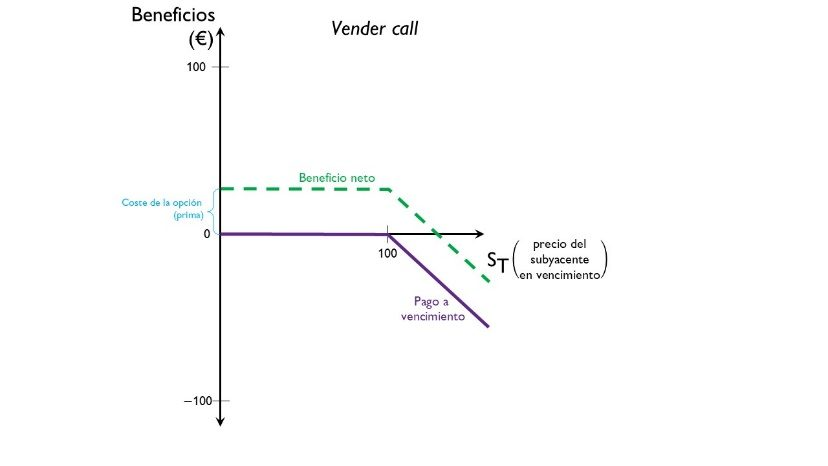 Beneficios
(€)
Vender call
100
Beneficio neto
Coste de la opción
(prima)
0
100
S_T
precio del
subyacente
en vencimiento
Pago a
vencimiento
−100